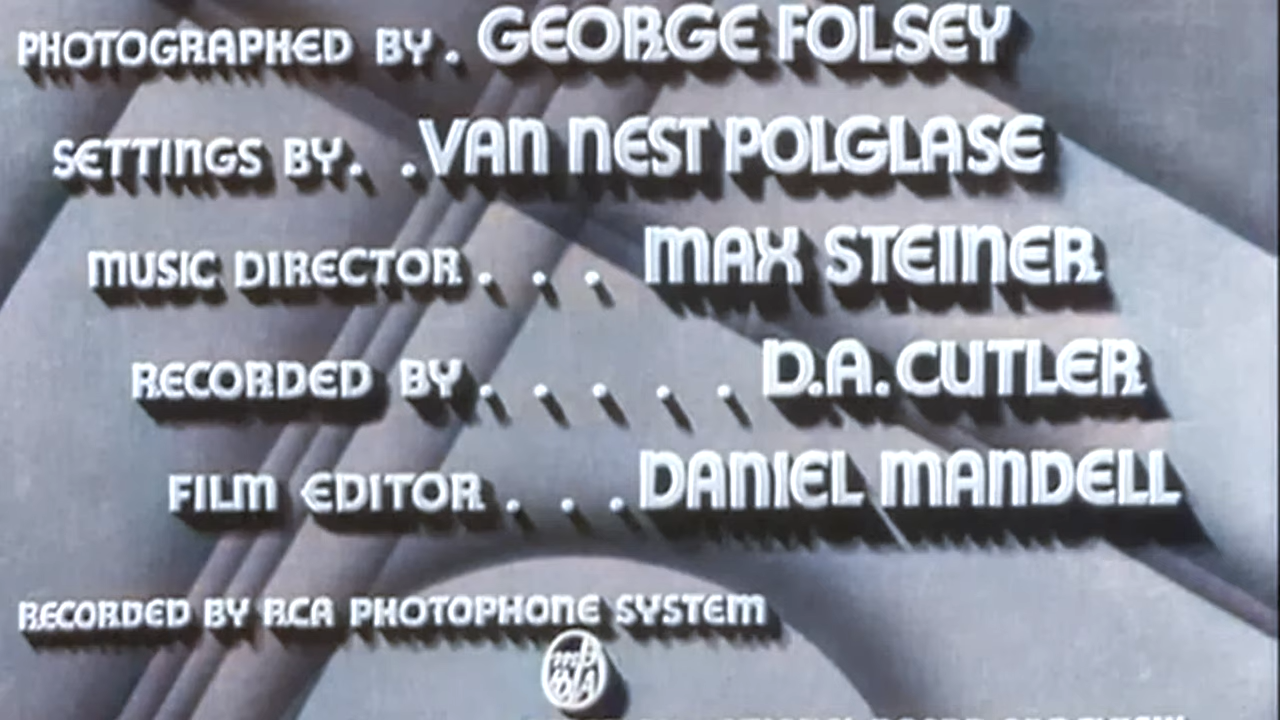 PHOTOGRAPHED BY. GEORGE FOLSEY
SETTINGS BY. .VAN NEST POLGLASE
MUSIC DIRECTOR . . . MAX STEINER
RECORDED BY . . . . . D.A. CUTLER
FILM EDITOR . . . DANIEL MANDELL
RECORDED BY RCA PHOTOPHONE SYSTEM